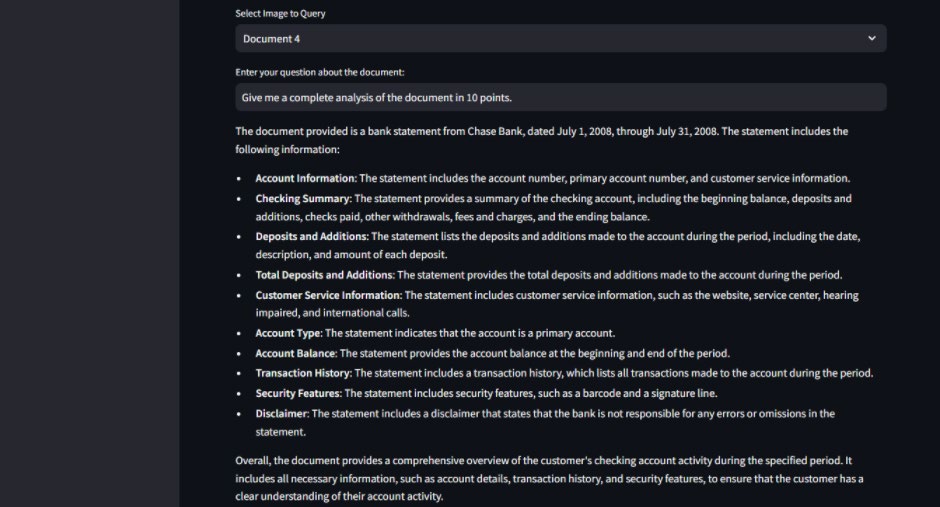 Select Image to Query
Document 4
Enter your question about the document:
Give me a complete analysis of the document in 10 points.
The document provided is a bank statement from Chase Bank, dated July 1, 2008, through July 31, 2008. The statement includes the
following information:
• Account Information: The statement includes the account number, primary account number, and customer service information.
• Checking Summary: The statement provides a summary of the checking account, including the beginning balance, deposits and
additions, checks paid, other withdrawals, fees and charges, and the ending balance.
• Deposits and Additions: The statement lists the deposits and additions made to the account during the period, including the date,
description, and amount of each deposit.
• Total Deposits and Additions: The statement provides the total deposits and additions made to the account during the period.
• Customer Service Information: The statement includes customer service information, such as the website, service center, hearing
impaired, and international calls.
• Account Type: The statement indicates that the account is a primary account.
• Account Balance: The statement provides the account balance at the beginning and end of the period.
• Transaction History: The statement includes a transaction history, which lists all transactions made to the account during the period.
• Security Features: The statement includes security features, such as a barcode and a signature line.
• Disclaimer: The statement includes a disclaimer that states that the bank is not responsible for any errors or omissions in the
statement.
Overall, the document provides a comprehensive overview of the customer's checking account activity during the specified period. It
includes all necessary information, such as account details, transaction history, and security features, to ensure that the customer has a
clear understanding of their account activity.